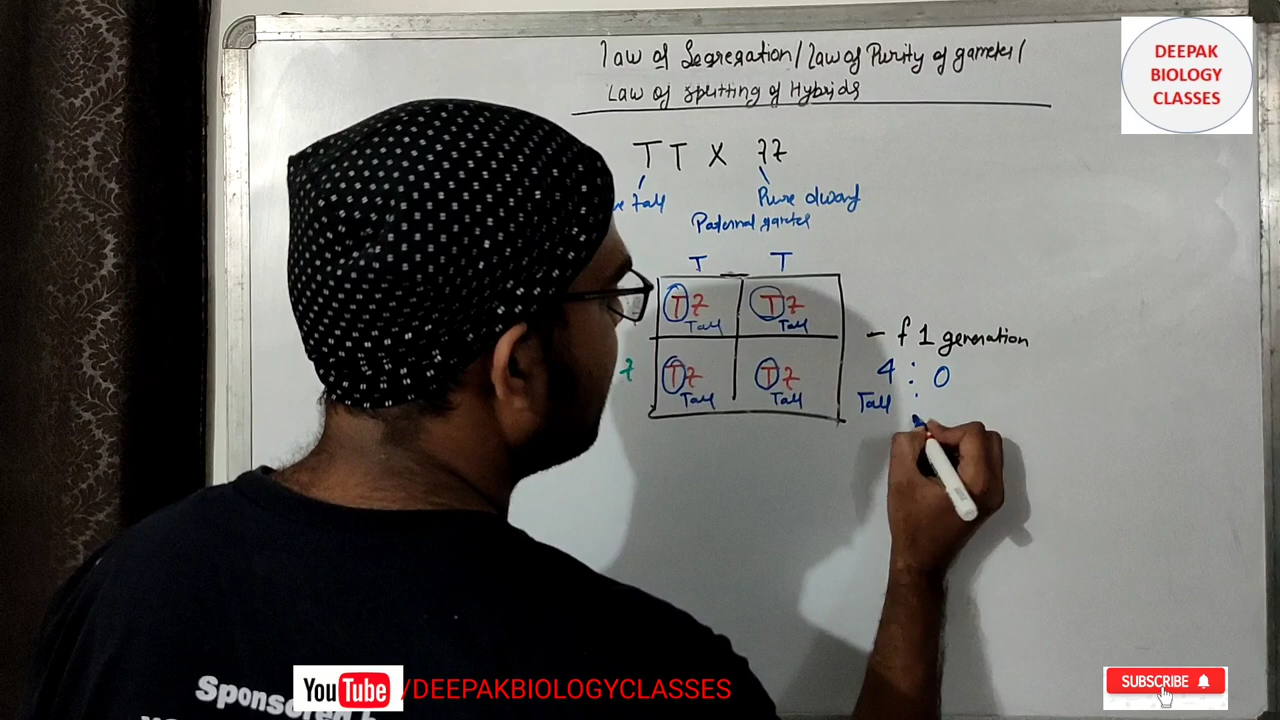 Law of Segregation/Law of Purity of gametes/
Law of Splitting of Hybrids
DEEPAK
BIOLOGY
CLASSES
TT X tt
Tall
Pure dwarf
Paternal gamete
T T
Tt Tt
Tall Tall
- f 1 generation
t Tt Tt
Tall Tall
4 : 0
Tall :
Sponsored
YouTube /DEEPAKBIOLOGYCLASSES
SUBSCRIBE